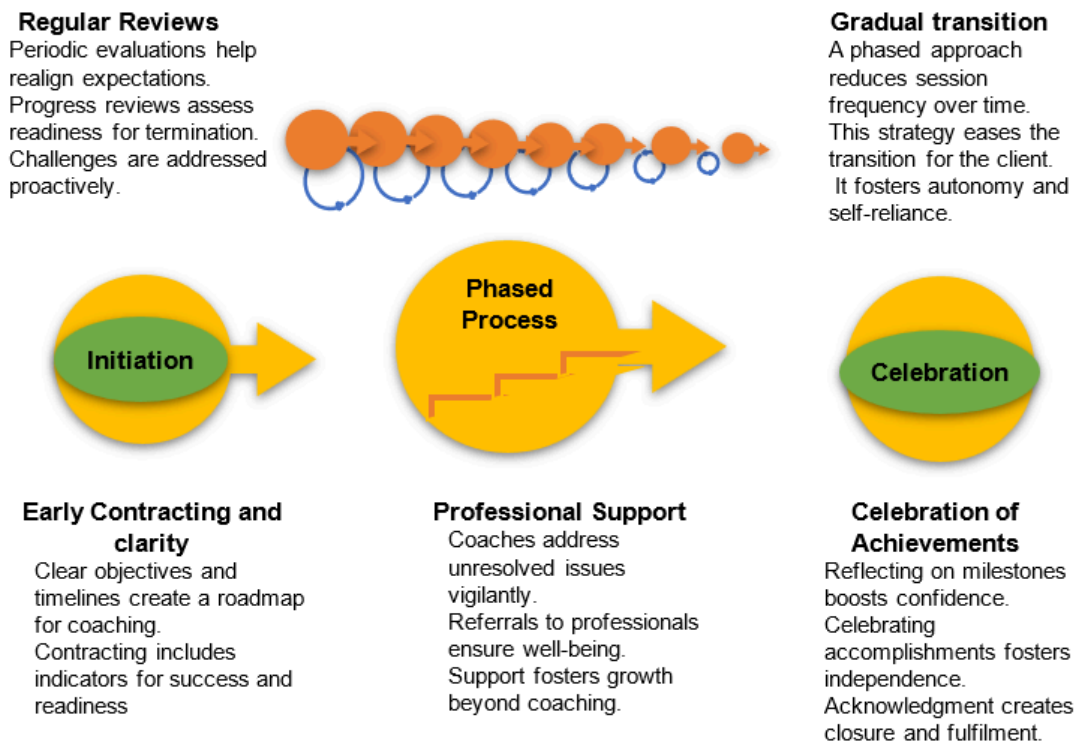 Regular Reviews
Periodic evaluations help
realign expectations.
Progress reviews assess
readiness for termination.
Challenges are addressed
proactively.
Gradual transition
A phased approach
reduces session
frequency over time.
This strategy eases the
transition for the client.
It fosters autonomy and
self-reliance.
Initiation
Phased
Process
Celebration
Early Contracting and
clarity
Clear objectives and
timelines create a roadmap
for coaching.
Contracting includes
indicators for success and
readiness
Professional Support
Coaches address
unresolved issues
vigilantly.
Referrals to professionals
ensure well-being.
Support fosters growth
beyond coaching.
Celebration of
Achievements
Reflecting on milestones
boosts confidence.
Celebrating
accomplishments fosters
independence.
Acknowledgment creates
closure and fulfilment.